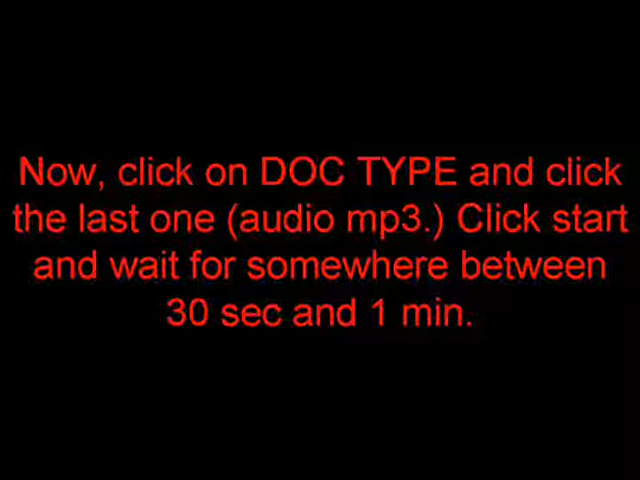 Now, click on DOC TYPE and click
the last one (audio mp3.) Click start
and wait for somewhere between
30 sec and 1 min.